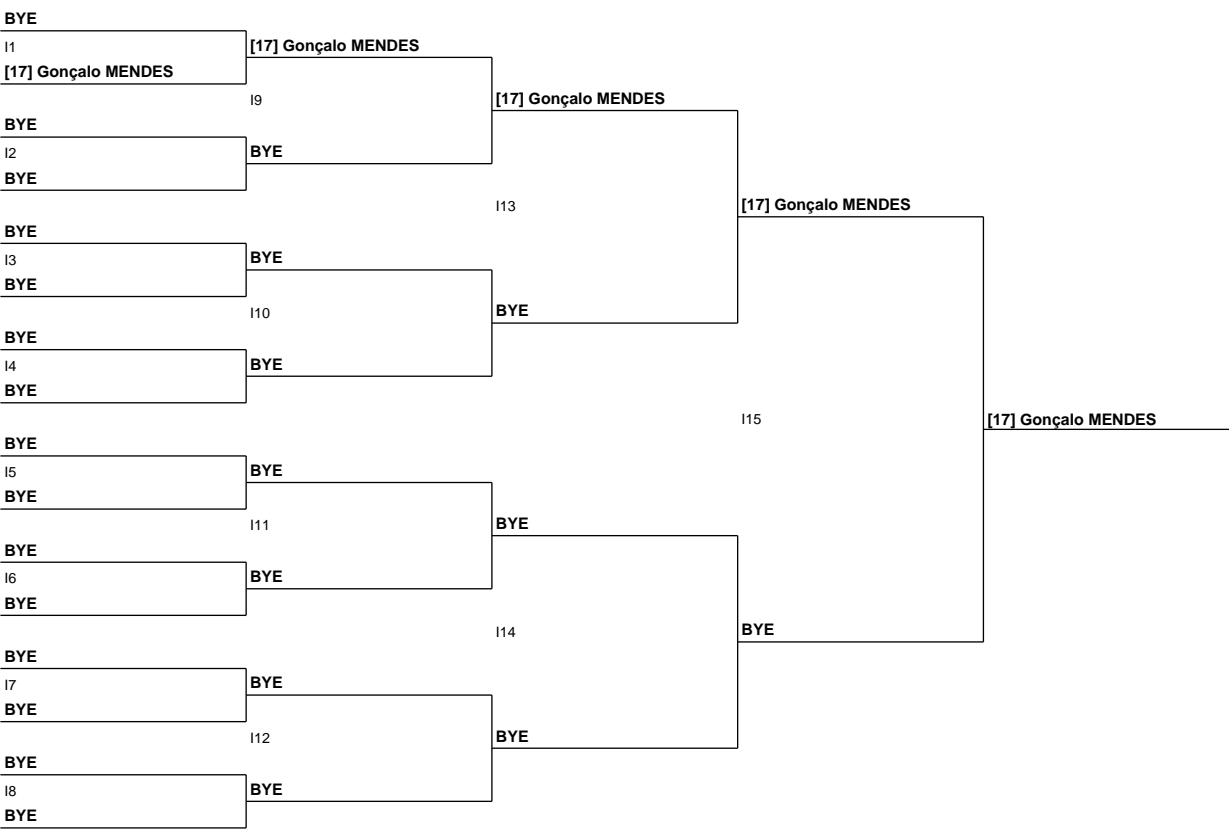 BYE
I1
[17] Gonçalo MENDES
[17] Gonçalo MENDES
I9
[17] Gonçalo MENDES
BYE
I2
BYE
BYE
I13
[17] Gonçalo MENDES
BYE
I3
BYE
BYE
I10
BYE
BYE
I4
BYE
BYE
I15
[17] Gonçalo MENDES
BYE
I5
BYE
BYE
I11
BYE
BYE
I6
BYE
BYE
I14
BYE
BYE
I7
BYE
BYE
I12
BYE
BYE
I8
BYE
BYE